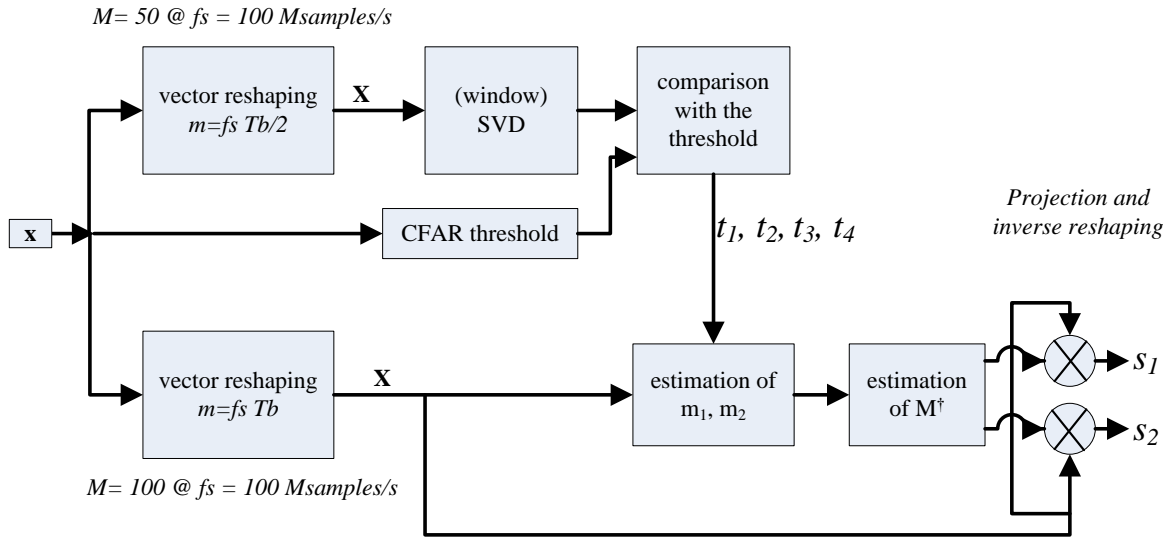 M= 50 @ fs = 100 Msamples/s
vector reshaping
m=fs Tb/2
X
(window)
SVD
comparison
with the
threshold
x
CFAR threshold
t1, t2, t3, t4
Projection and
inverse reshaping
vector reshaping
m=fs Tb
X
estimation of
m1, m2
estimation
of M†
s1
s2
M= 100 @ fs = 100 Msamples/s